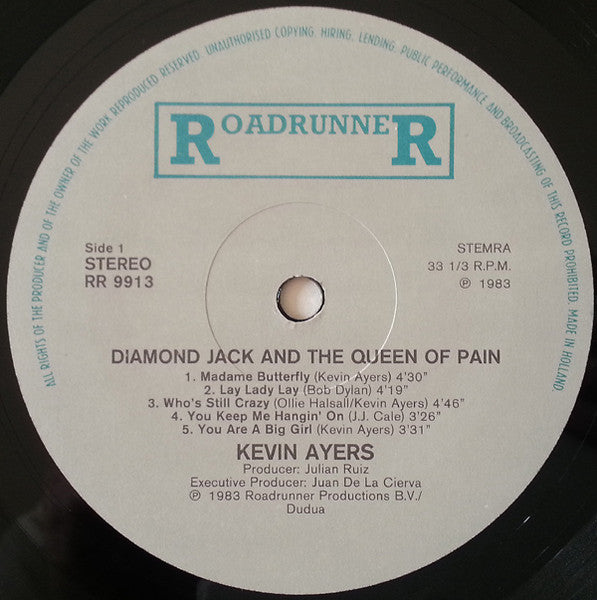 ALL RIGHTS OF THE PRODUCER AND OF THE OWNER OF THE WORK REPRODUCED RESERVED. UNAUTHORISED COPYING, HIRING, LENDING, PUBLIC PERFORMANCE AND BROADCASTING OF THIS RECORD PROHIBITED. MADE IN HOLLAND.
ROADRUNNER
Side 1
STEREO
RR 9913
STEMRA
33 1/3 R.P.M.
℗ 1983
DIAMOND JACK AND THE QUEEN OF PAIN
1. Madame Butterfly (Kevin Ayers) 4'30"
2. Lay Lady Lay (Bob Dylan) 4'19"
3. Who's Still Crazy (Ollie Halsall/Kevin Ayers) 4'46"
4. You Keep Me Hangin' On (J.J. Cale) 3'26"
5. You Are A Big Girl (Kevin Ayers) 3'31"
KEVIN AYERS
Producer: Julian Ruiz
Executive Producer: Juan De La Cierva
℗ 1983 Roadrunner Productions B.V./
Dudua